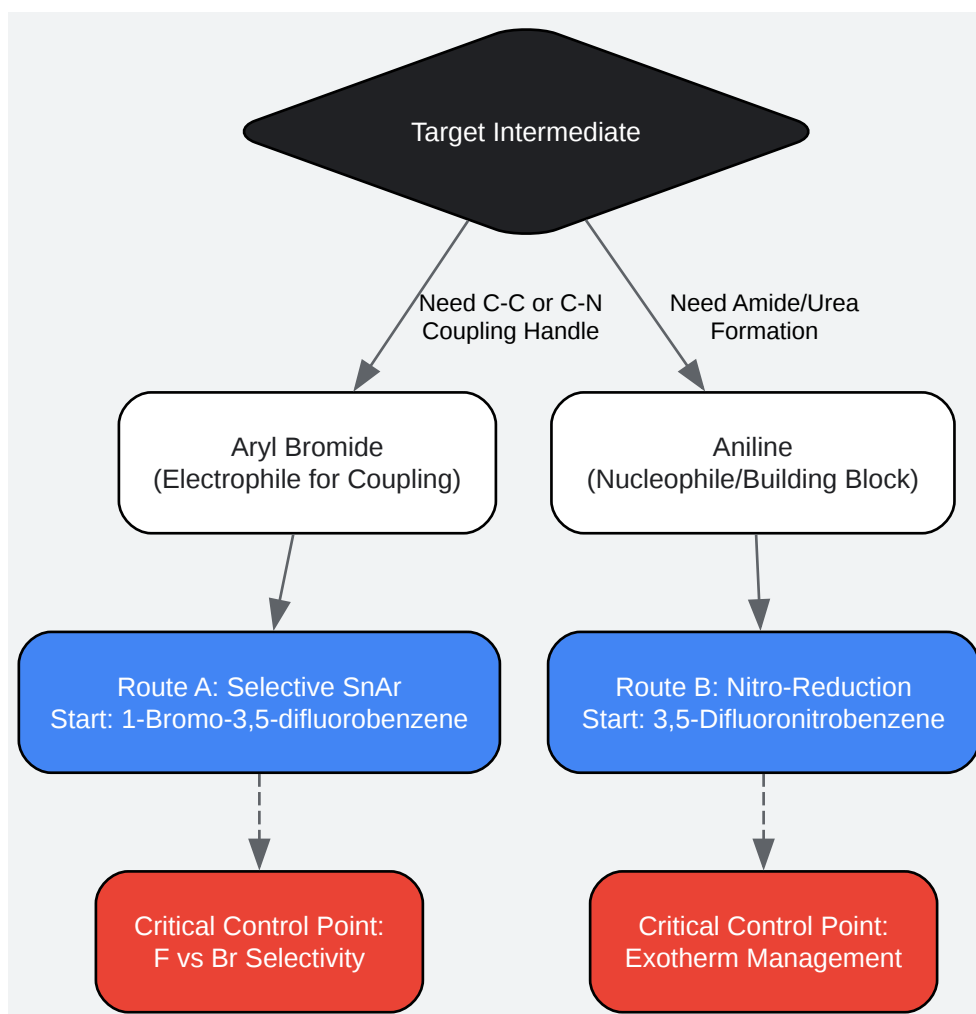 Target Intermediate
Need C-C or C-N
Coupling Handle
Need Amide/Urea
Formation
Aryl Bromide
(Electrophile for Coupling)
Aniline
(Nucleophile/Building Block)
Route A: Selective SnAr
Start: 1-Bromo-3,5-difluorobenzene
Route B: Nitro-Reduction
Start: 3,5-Difluoronitrobenzene
Critical Control Point:
F vs Br Selectivity
Critical Control Point:
Exotherm Management